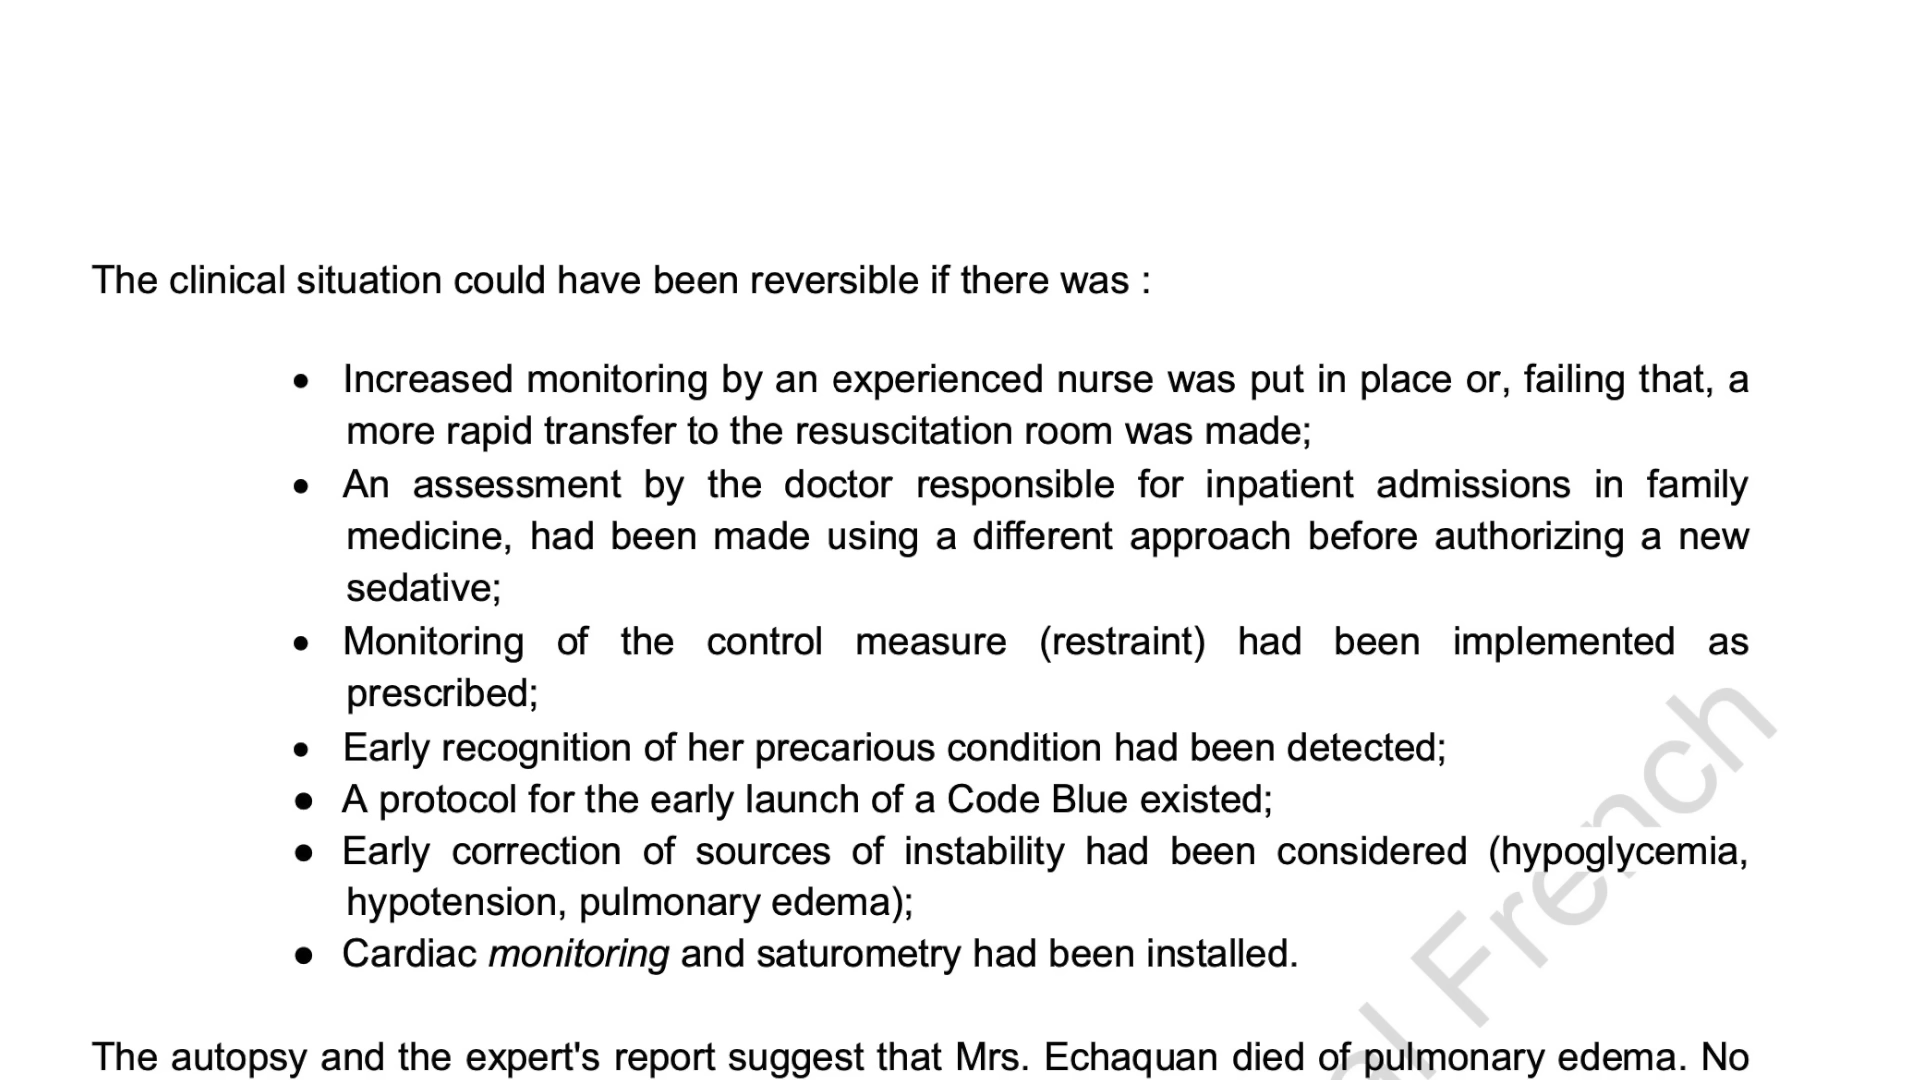 The clinical situation could have been reversible if there was :
● Increased monitoring by an experienced nurse was put in place or, failing that, a
more rapid transfer to the resuscitation room was made;
● An assessment by the doctor responsible for inpatient admissions in family
medicine, had been made using a different approach before authorizing a new
sedative;
● Monitoring of the control measure (restraint) had been implemented as
prescribed;
● Early recognition of her precarious condition had been detected;
● A protocol for the early launch of a Code Blue existed;
● Early correction of sources of instability had been considered (hypoglycemia,
hypotension, pulmonary edema);
● Cardiac monitoring and saturometry had been installed.
The autopsy and the expert's report suggest that Mrs. Echaquan died of pulmonary edema. No
French